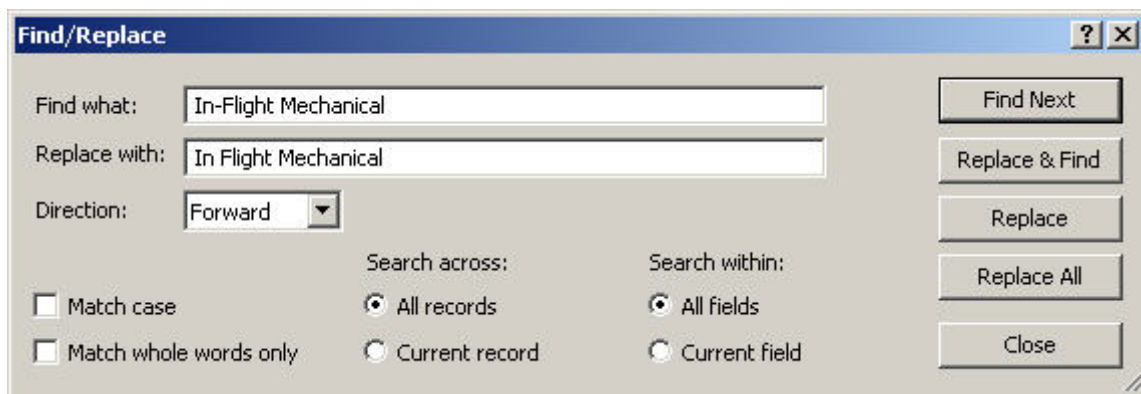 Find/Replace
Find what: In-Flight Mechanical Find Next
Replace with: In Flight Mechanical Replace & Find
Direction: Forward Replace
Search across: Search within:
Replace All
Match case All records All fields
Match whole words only Current record Current field Close